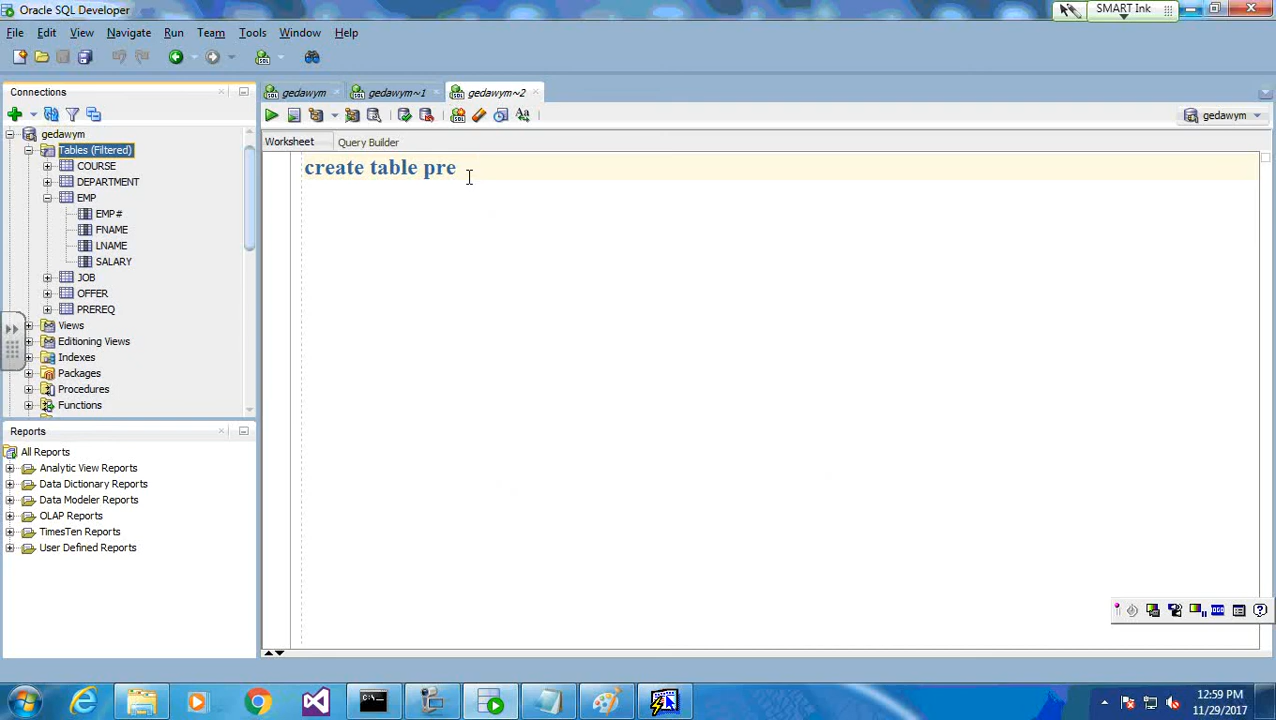 Oracle SQL Developer
SMART Ink
File Edit View Navigate Run Team Tools Window Help
Connections
gedawym gedawym~1 gedawym~2
gedawym
Worksheet Query Builder
gedawym
Tables (Filtered)
COURSE
DEPARTMENT
EMP
EMP#
FNAME
LNAME
SALARY
JOB
OFFER
PREREQ
Views
Editioning Views
Indexes
Packages
Procedures
Functions
create table pre
Reports
All Reports
Analytic View Reports
Data Dictionary Reports
Data Modeler Reports
OLAP Reports
TimesTen Reports
User Defined Reports
12:59 PM
11/29/2017